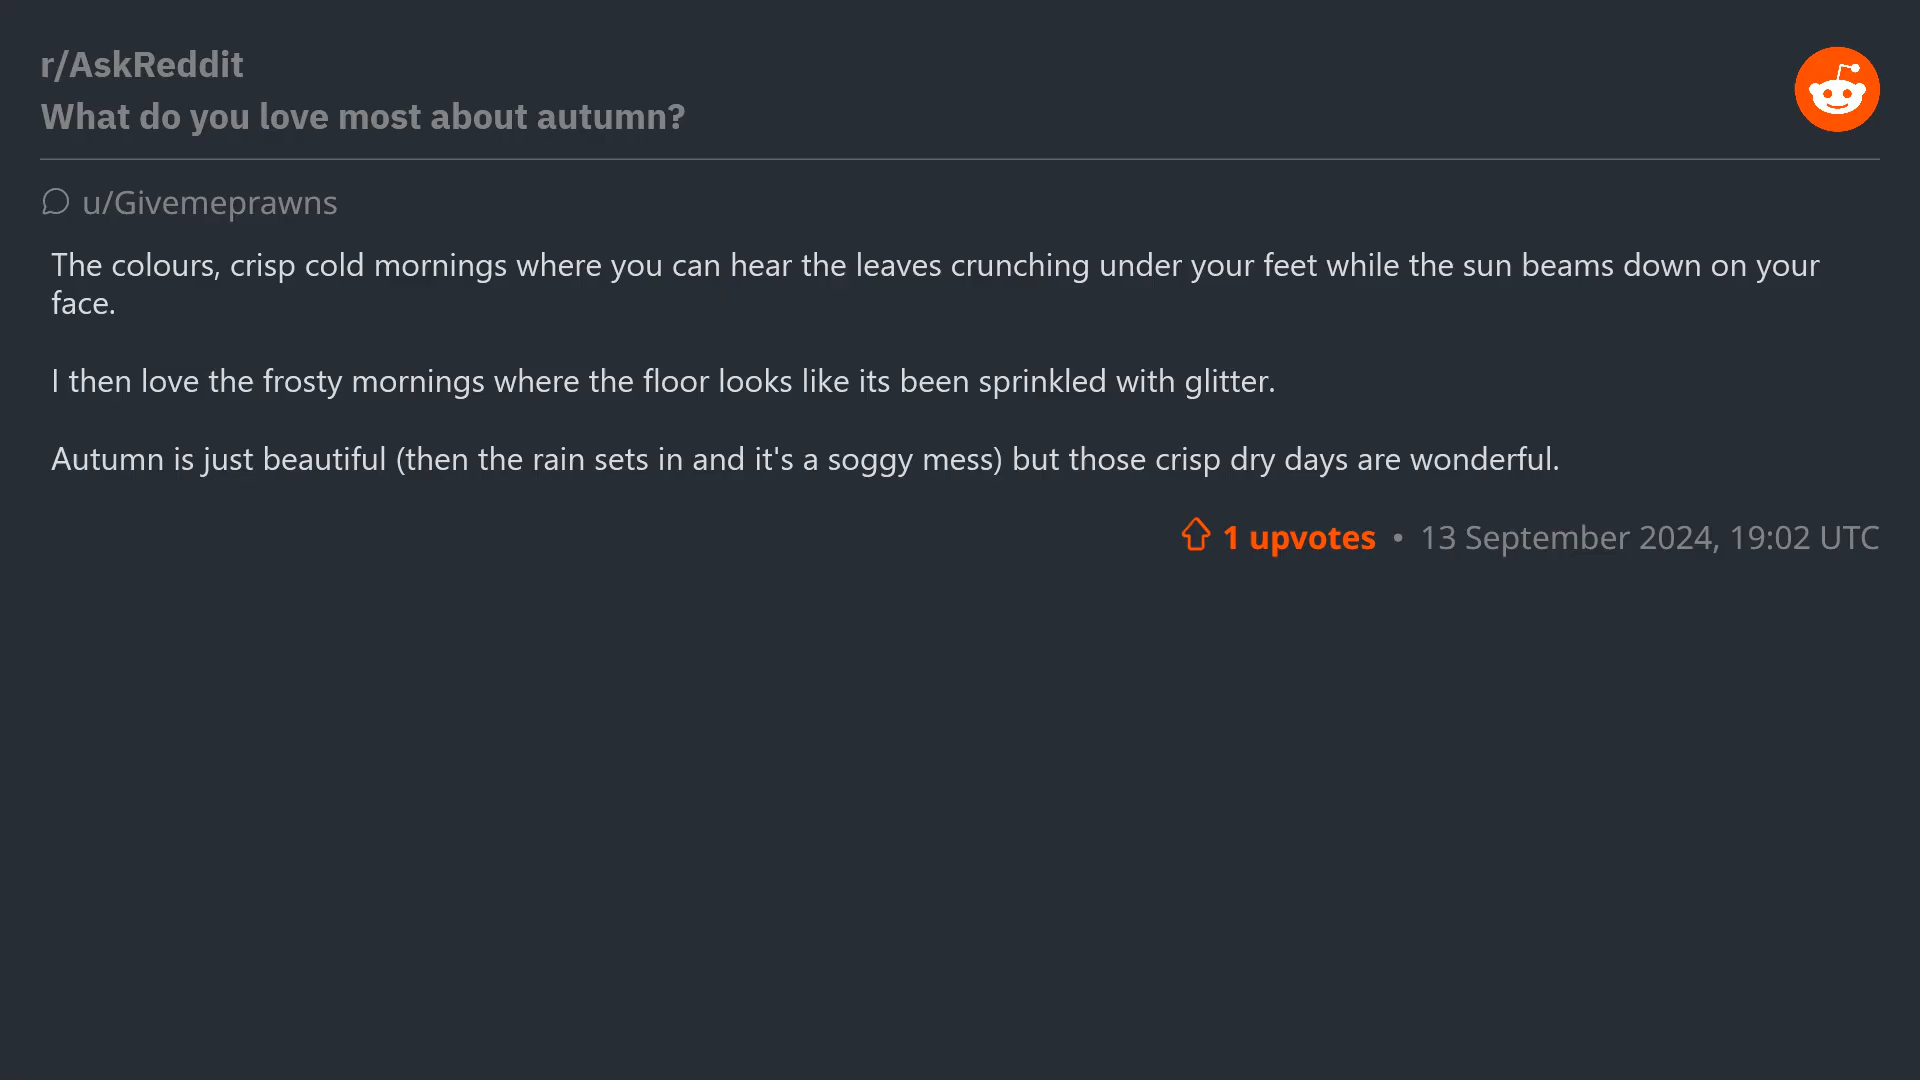 r/AskReddit
What do you love most about autumn?
u/Givemeprawns
The colours, crisp cold mornings where you can hear the leaves crunching under your feet while the sun beams down on your
face.
I then love the frosty mornings where the floor looks like its been sprinkled with glitter.
Autumn is just beautiful (then the rain sets in and it's a soggy mess) but those crisp dry days are wonderful.
1 upvotes • 13 September 2024, 19:02 UTC